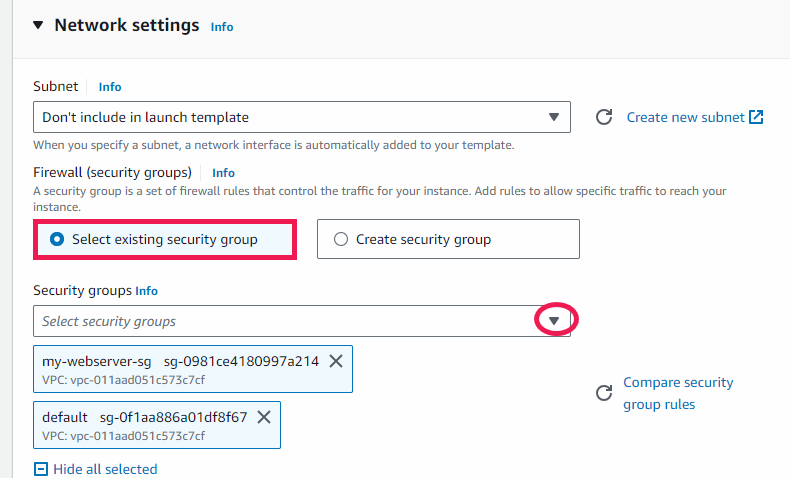 Network settings Info
Subnet Info
Don't include in launch template
Create new subnet
When you specify a subnet, a network interface is automatically added to your template.
Firewall (security groups) Info
A security group is a set of firewall rules that control the traffic for your instance. Add rules to allow specific traffic to reach your
instance.
Select existing security group
Create security group
Security groups Info
Select security groups
my-webserver-sg sg-0981ce4180997a214
VPC: vpc-011aad051c573c7cf
Compare security
group rules
default sg-0f1aa886a01df8f67
VPC: vpc-011aad051c573c7cf
Hide all selected